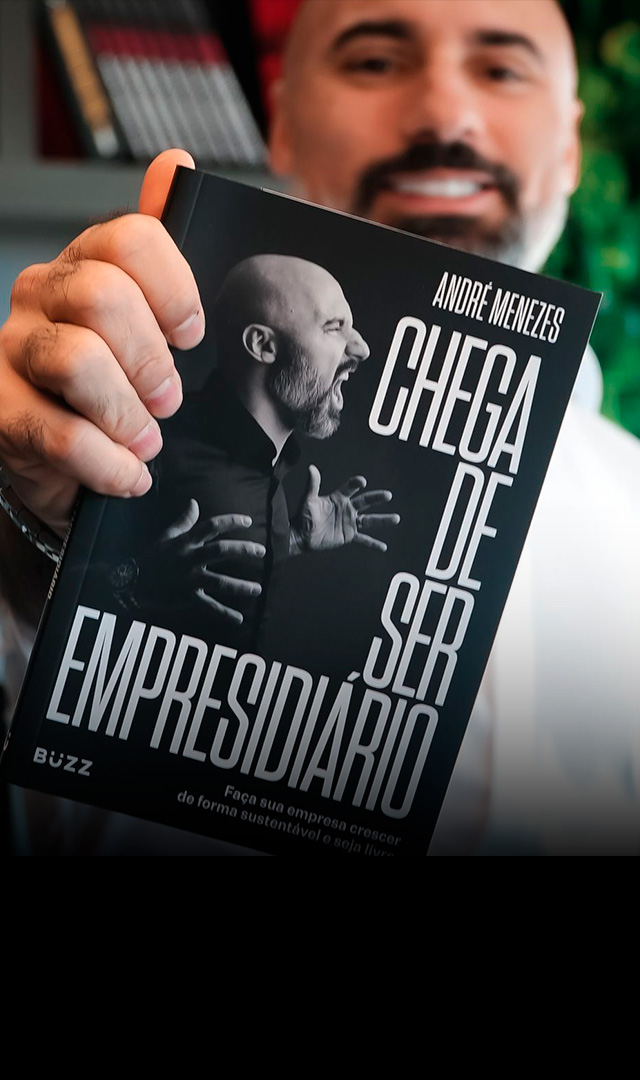 ANDRÉ MENEZES
CHEGA
DE
SER
EMPRESIDIÁRIO
BUZZ
Faça sua empresa crescer
de forma sustentável e seja livre